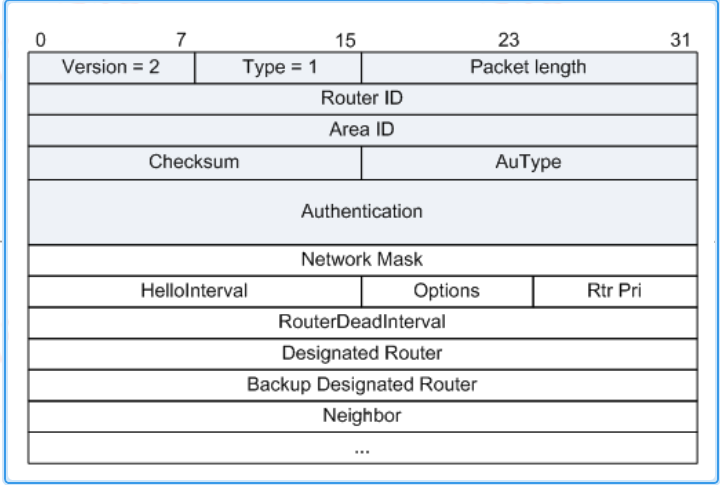 0 7 15 23 31
Version = 2 Type = 1 Packet length
Router ID
Area ID
Checksum AuType
Authentication
Network Mask
HelloInterval Options Rtr Pri
RouterDeadInterval
Designated Router
Backup Designated Router
Neighbor
...